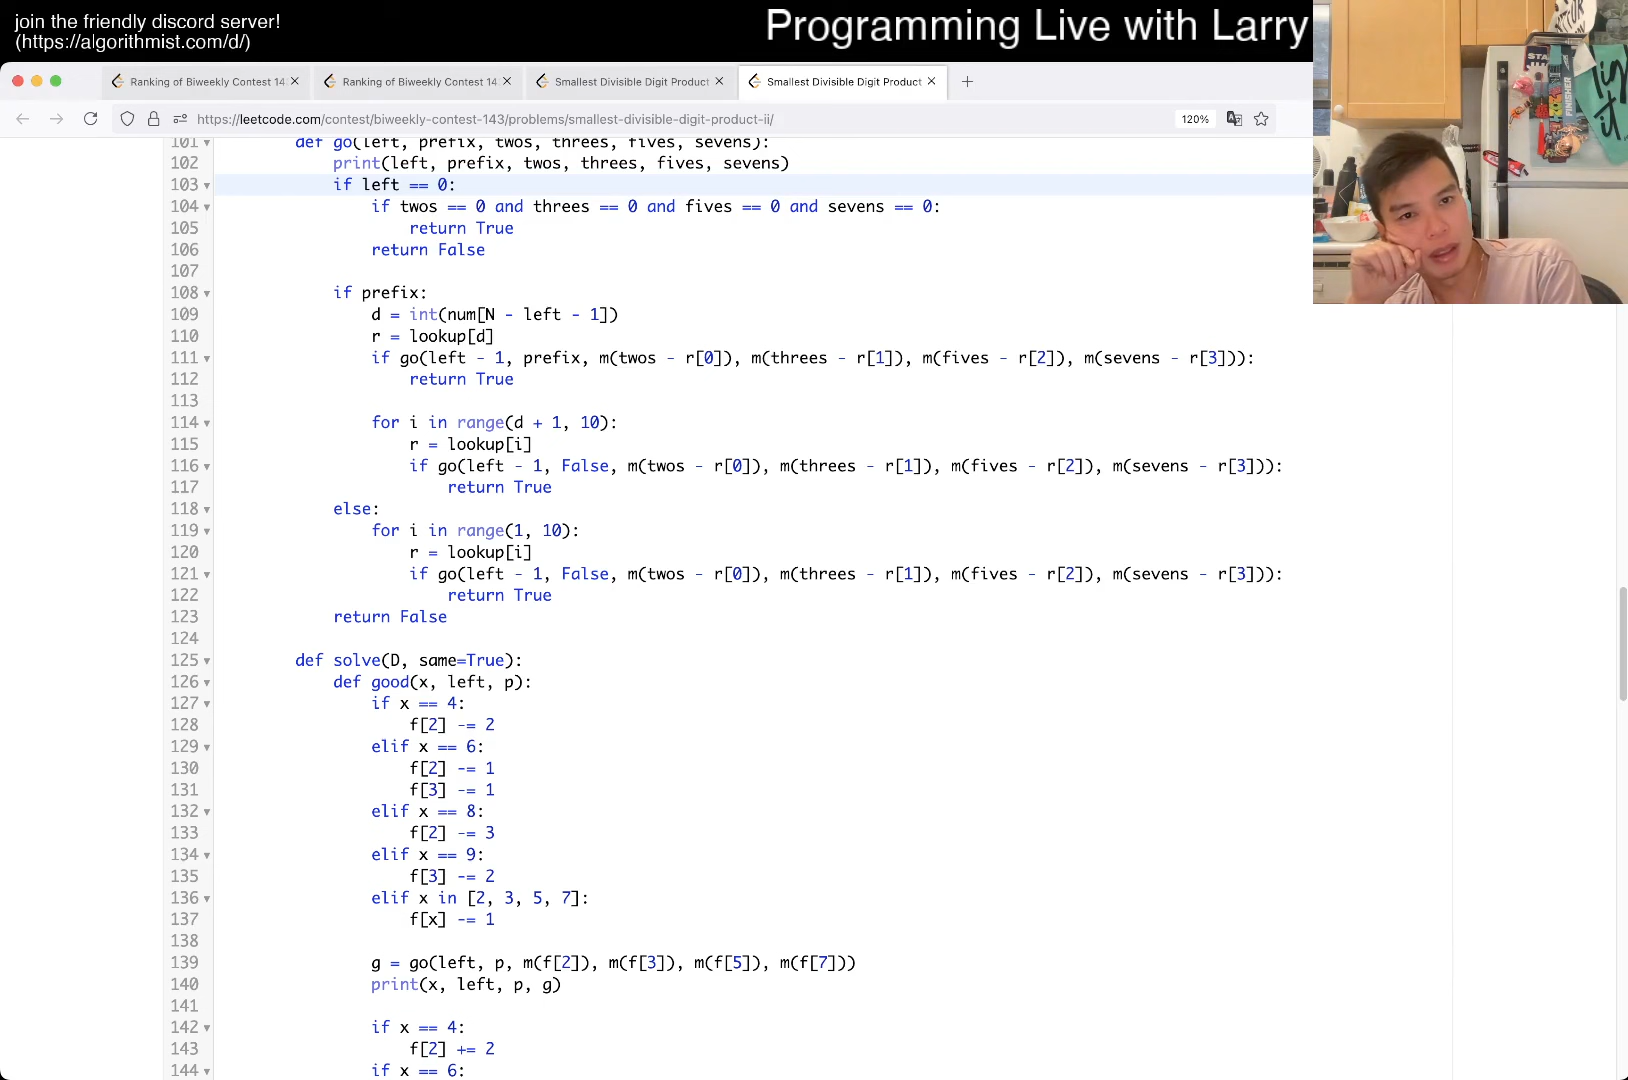 join the friendly discord server!
(https://algorithmist.com/d/)
Programming Live with Larry
Ranking of Biweekly Contest 14
Ranking of Biweekly Contest 14
Smallest Divisible Digit Product
Smallest Divisible Digit Product
https://leetcode.com/contest/biweekly-contest-143/problems/smallest-divisible-digit-product-ii/
120%
101 def go(left, prefix, twos, threes, fives, sevens):
102 print(left, prefix, twos, threes, fives, sevens)
103 if left == 0:
104 if twos == 0 and threes == 0 and fives == 0 and sevens == 0:
105 return True
106 return False
107
108 if prefix:
109 d = int(num[N - left - 1])
110 r = lookup[d]
111 if go(left - 1, prefix, m(twos - r[0]), m(threes - r[1]), m(fives - r[2]), m(sevens - r[3])):
112 return True
113
114 for i in range(d + 1, 10):
115 r = lookup[i]
116 if go(left - 1, False, m(twos - r[0]), m(threes - r[1]), m(fives - r[2]), m(sevens - r[3])):
117 return True
118 else:
119 for i in range(1, 10):
120 r = lookup[i]
121 if go(left - 1, False, m(twos - r[0]), m(threes - r[1]), m(fives - r[2]), m(sevens - r[3])):
122 return True
123 return False
124
125 def solve(D, same=True):
126 def good(x, left, p):
127 if x == 4:
128 f[2] -= 2
129 elif x == 6:
130 f[2] -= 1
131 f[3] -= 1
132 elif x == 8:
133 f[2] -= 3
134 elif x == 9:
135 f[3] -= 2
136 elif x in [2, 3, 5, 7]:
137 f[x] -= 1
138
139 g = go(left, p, m(f[2]), m(f[3]), m(f[5]), m(f[7]))
140 print(x, left, p, g)
141
142 if x == 4:
143 f[2] += 2
144 if x == 6: